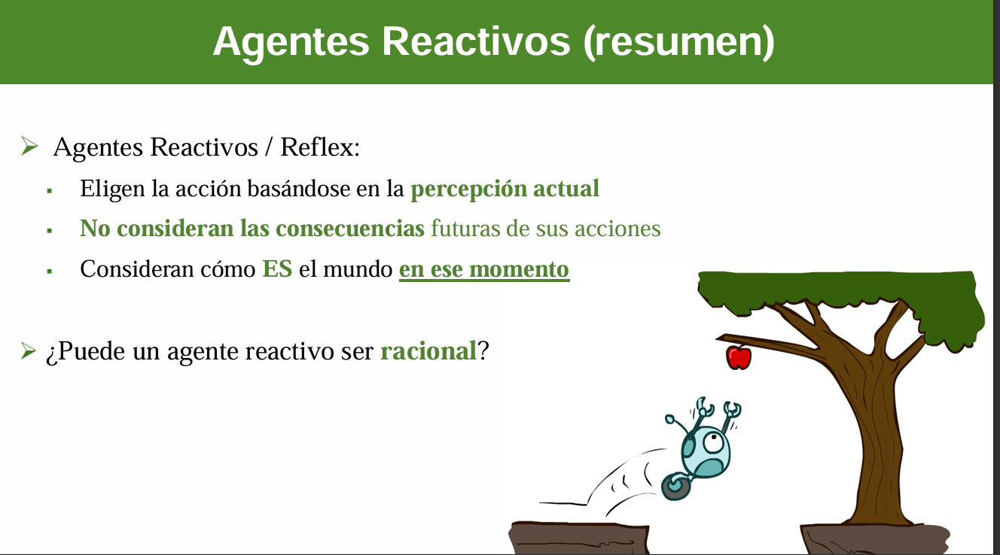 Agentes Reactivos (resumen)
Agentes Reactivos / Reflex:
Eligen la acción basándose en la percepción actual
No consideran las consecuencias futuras de sus acciones
Consideran cómo ES el mundo en ese momento
¿Puede un agente reactivo ser racional?